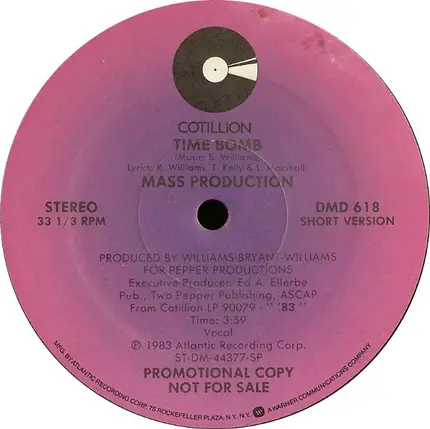 COTILLION
TIME BOMB
(Music: S. Williams
Lyrics: R. Williams, T. Kelly & L. Marshall)
MASS PRODUCTION
STEREO
33 1/3 RPM
DMD 618
SHORT VERSION
PRODUCED BY WILLIAMS-BRYANT-WILLIAMS
FOR PEPPER PRODUCTIONS
Executive Producer: Ed A. Ellerbe
Pub., Two Pepper Publishing, ASCAP
From Cotillion LP 90079 - " '83 "
Time: 3:59
Vocal
Ⓟ 1983 Atlantic Recording Corp.
ST-DM-44377-SP
PROMOTIONAL COPY
NOT FOR SALE
MFG. BY ATLANTIC RECORDING CORP. 75 ROCKEFELLER PLAZA, N.Y. N.Y. A WARNER COMMUNICATIONS COMPANY